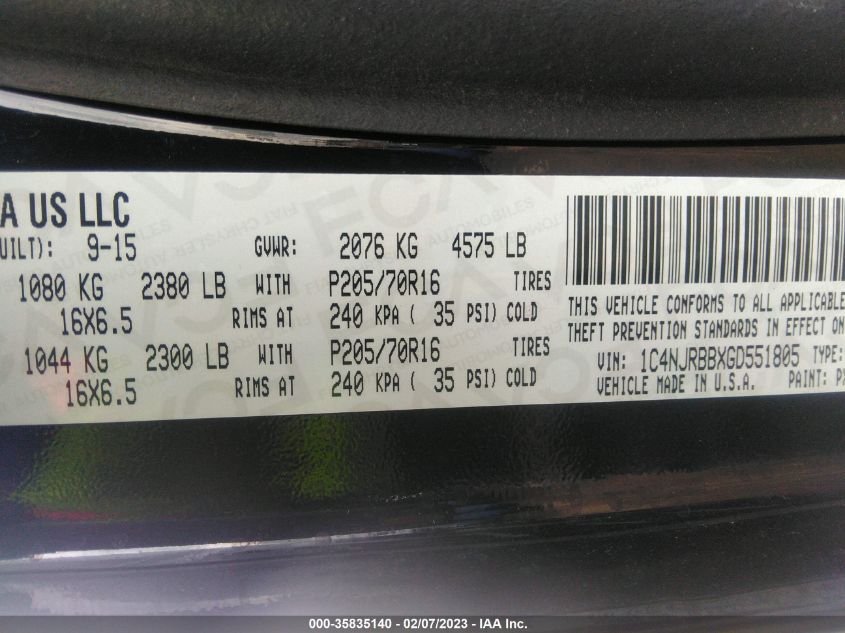 A US LLC
UILT): 9-15 GVWR: 2076 KG 4575 LB
1080 KG 2380 LB WITH P205/70R16 TIRES
16X6.5 RIMS AT 240 KPA ( 35 PSI) COLD
1044 KG 2300 LB WITH P205/70R16 TIRES
16X6.5 RIMS AT 240 KPA ( 35 PSI) COLD
THIS VEHICLE CONFORMS TO ALL APPLICABLE
THEFT PREVENTION STANDARDS IN EFFECT ON
VIN: 1C4NJRBBXGD551805 TYPE:
VEHICLE MADE IN U.S.A. PAINT: PX
000-35835140 - 02/07/2023 - © IAA Inc.